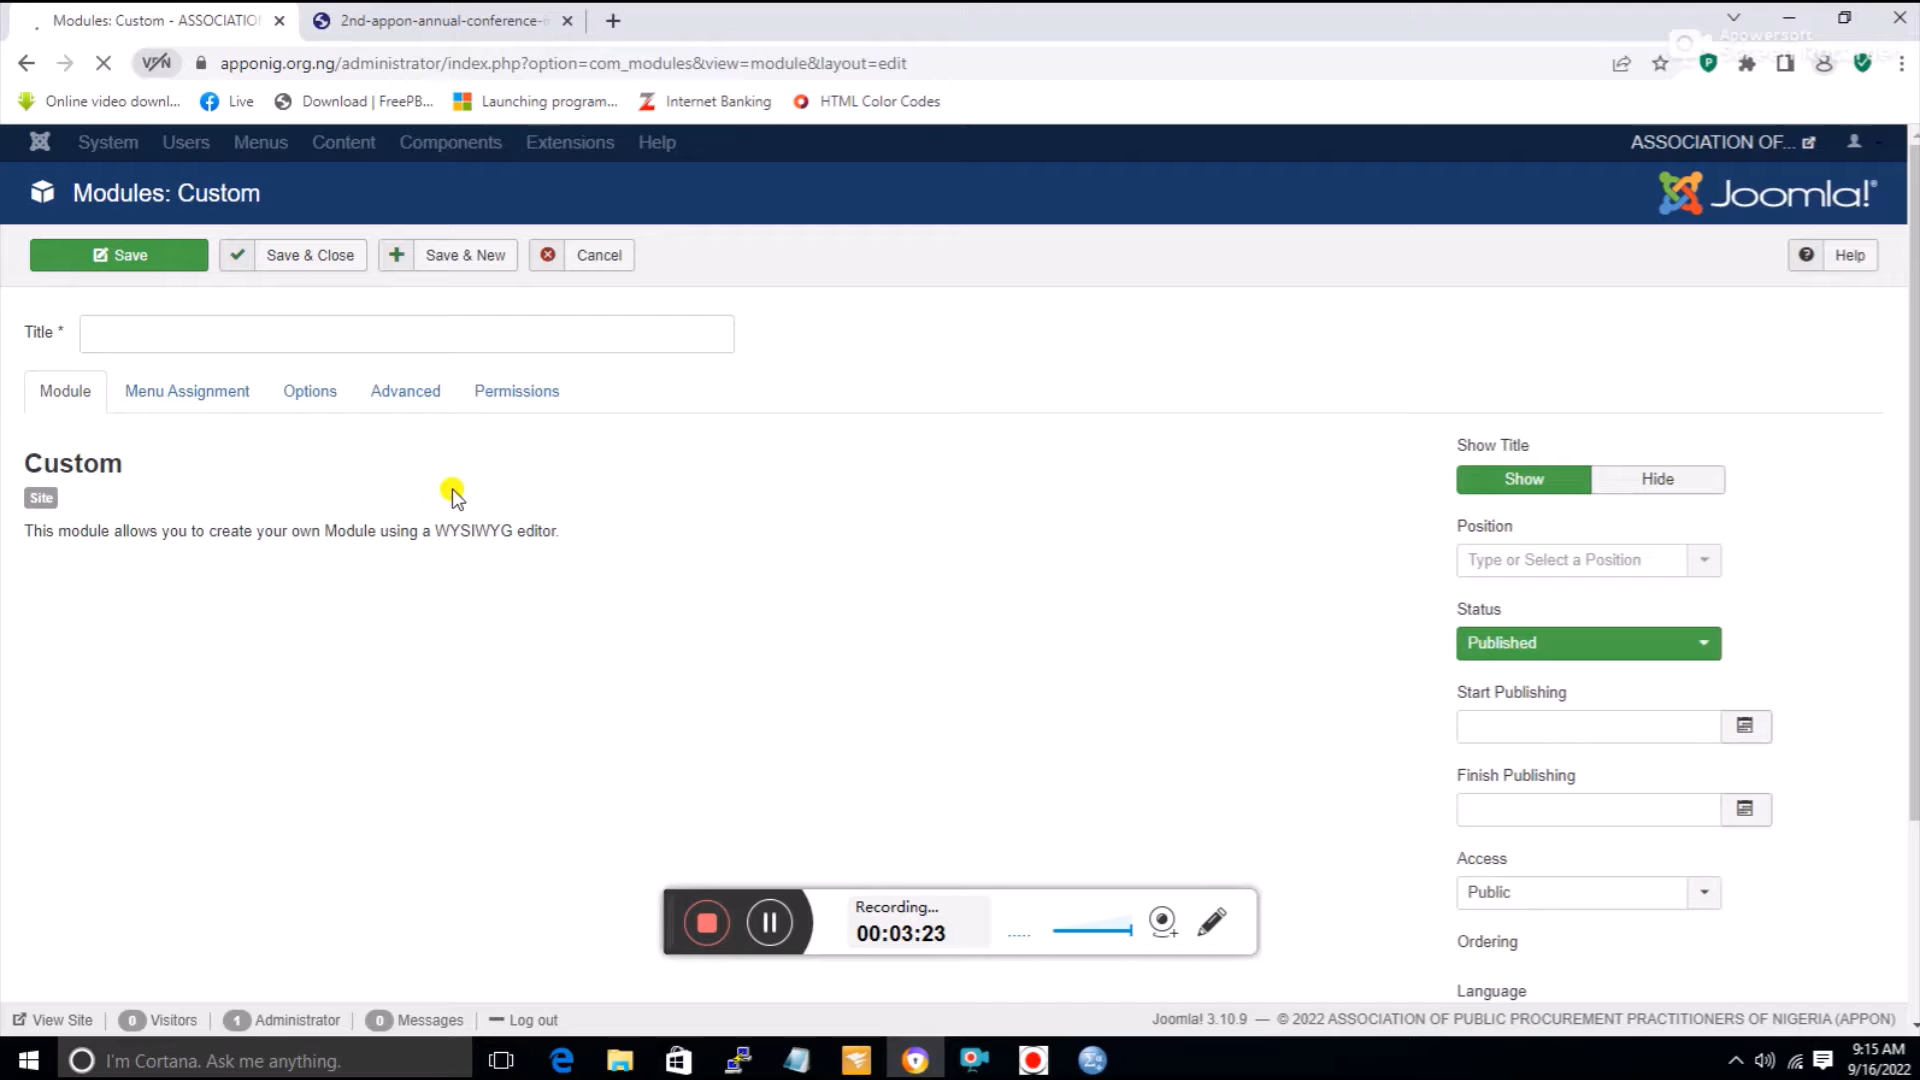 Modules: Custom - ASSOCIATIO
2nd-appon-annual-conference-
Apowersoft
VPN
apponig.org.ng/administrator/index.php?option=com_modules&view=module&layout=edit
Online video downl...
Live
Download | FreePB...
Launching program...
Internet Banking
HTML Color Codes
System
Users
Menus
Content
Components
Extensions
Help
ASSOCIATION OF...
Modules: Custom
Joomla!
Save
Save & Close
Save & New
Cancel
Help
Title *
Module
Menu Assignment
Options
Advanced
Permissions
Custom
Site
This module allows you to create your own Module using a WYSIWYG editor.
Show Title
Show
Hide
Position
Type or Select a Position
Status
Published
Start Publishing
Finish Publishing
Access
Public
Ordering
Language
Recording...
00:03:23
View Site
0 Visitors
1 Administrator
0 Messages
Log out
Joomla! 3.10.9 — © 2022 ASSOCIATION OF PUBLIC PROCUREMENT PRACTITIONERS OF NIGERIA (APPON)
I'm Cortana. Ask me anything.
9:15 AM
9/16/2022